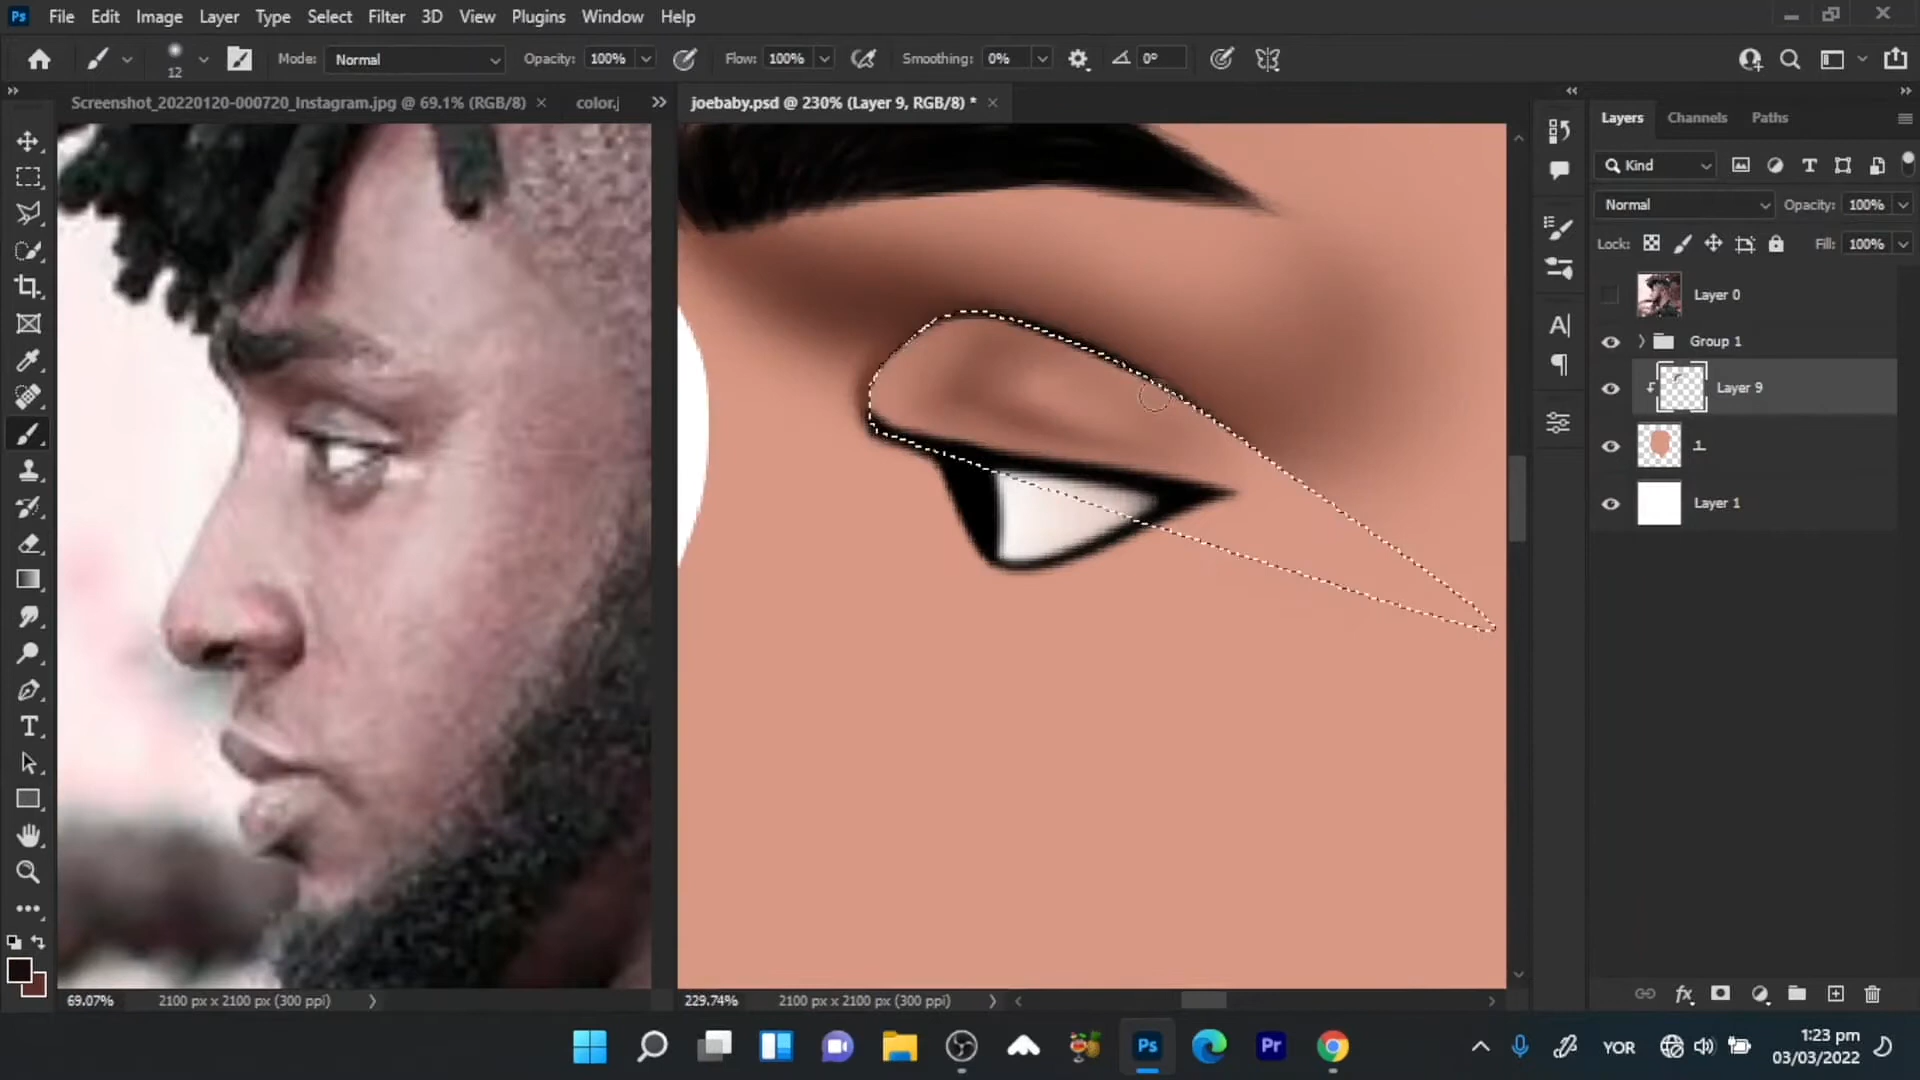 Ps File Edit Image Layer Type Select Filter 3D View Plugins Window Help
12 Mode: Normal Opacity: 100% Flow: 100% Smoothing: 0% 0°
Screenshot_20220120-000720_Instagram.jpg @ 69.1% (RGB/8) × color.j
joebaby.psd @ 230% (Layer 9, RGB/8) * ×
Layers Channels Paths
Kind
Normal Opacity: 100%
Lock: Fill: 100%
Layer 0
Group 1
Layer 9
1
Layer 1
69.07% 2100 px x 2100 px (300 ppi)
229.74% 2100 px x 2100 px (300 ppi)
Ps Pr
YOR
1:23 pm
03/03/2022